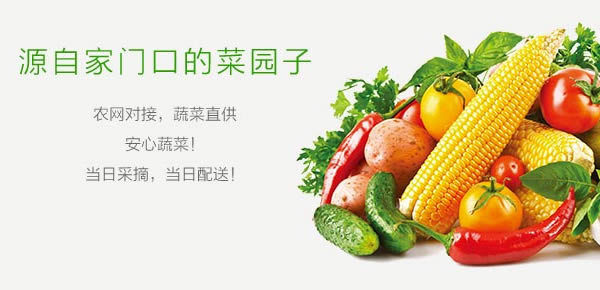 源自家门口的菜园子
农网对接，蔬菜直供
安心蔬菜！
当日采摘，当日配送！